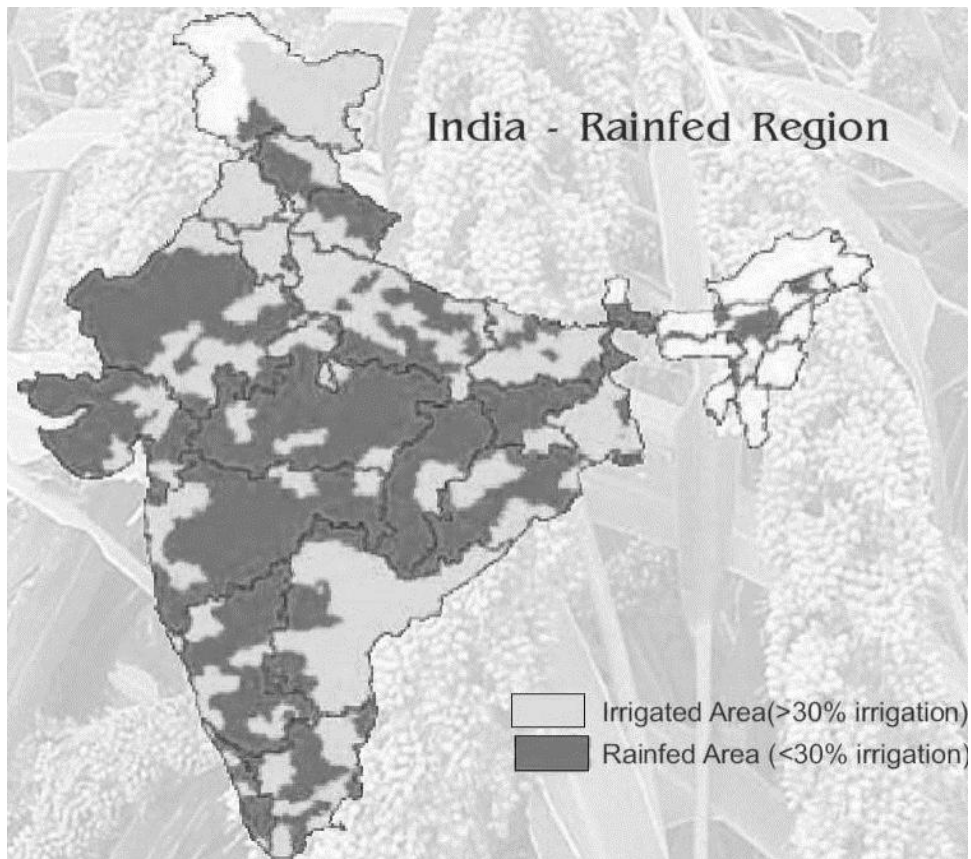 India - Rainfed Region
Irrigated Area(>30% irrigation)
Rainfed Area (<30% irrigation)